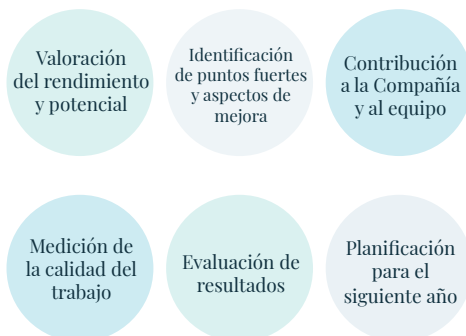 Valoración
del rendimiento
y potencial
Identificación
de puntos fuertes
y aspectos de
mejora
Contribución
a la Compañía
y al equipo
Medición de
la calidad del
trabajo
Evaluación de
resultados
Planificación
para el
siguiente año